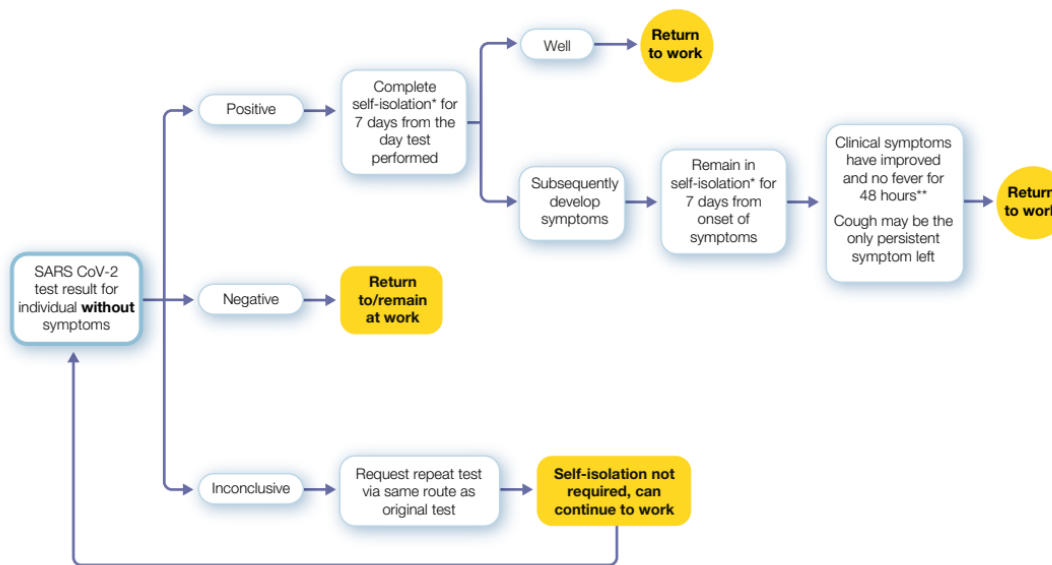 SARS CoV-2
test result for
individual without
symptoms
Positive
Complete
self-isolation* for
7 days from the
day test
performed
Well
Return
to work
Subsequently
develop
symptoms
Remain in
self-isolation* for
7 days from
onset of
symptoms
Clinical symptoms
have improved
and no fever for
48 hours**
Cough may be the
only persistent
symptom left
Return
to work
Negative
Return
to/remain
at work
Inconclusive
Request repeat test
via same route as
original test
Self-isolation not
required, can
continue to work